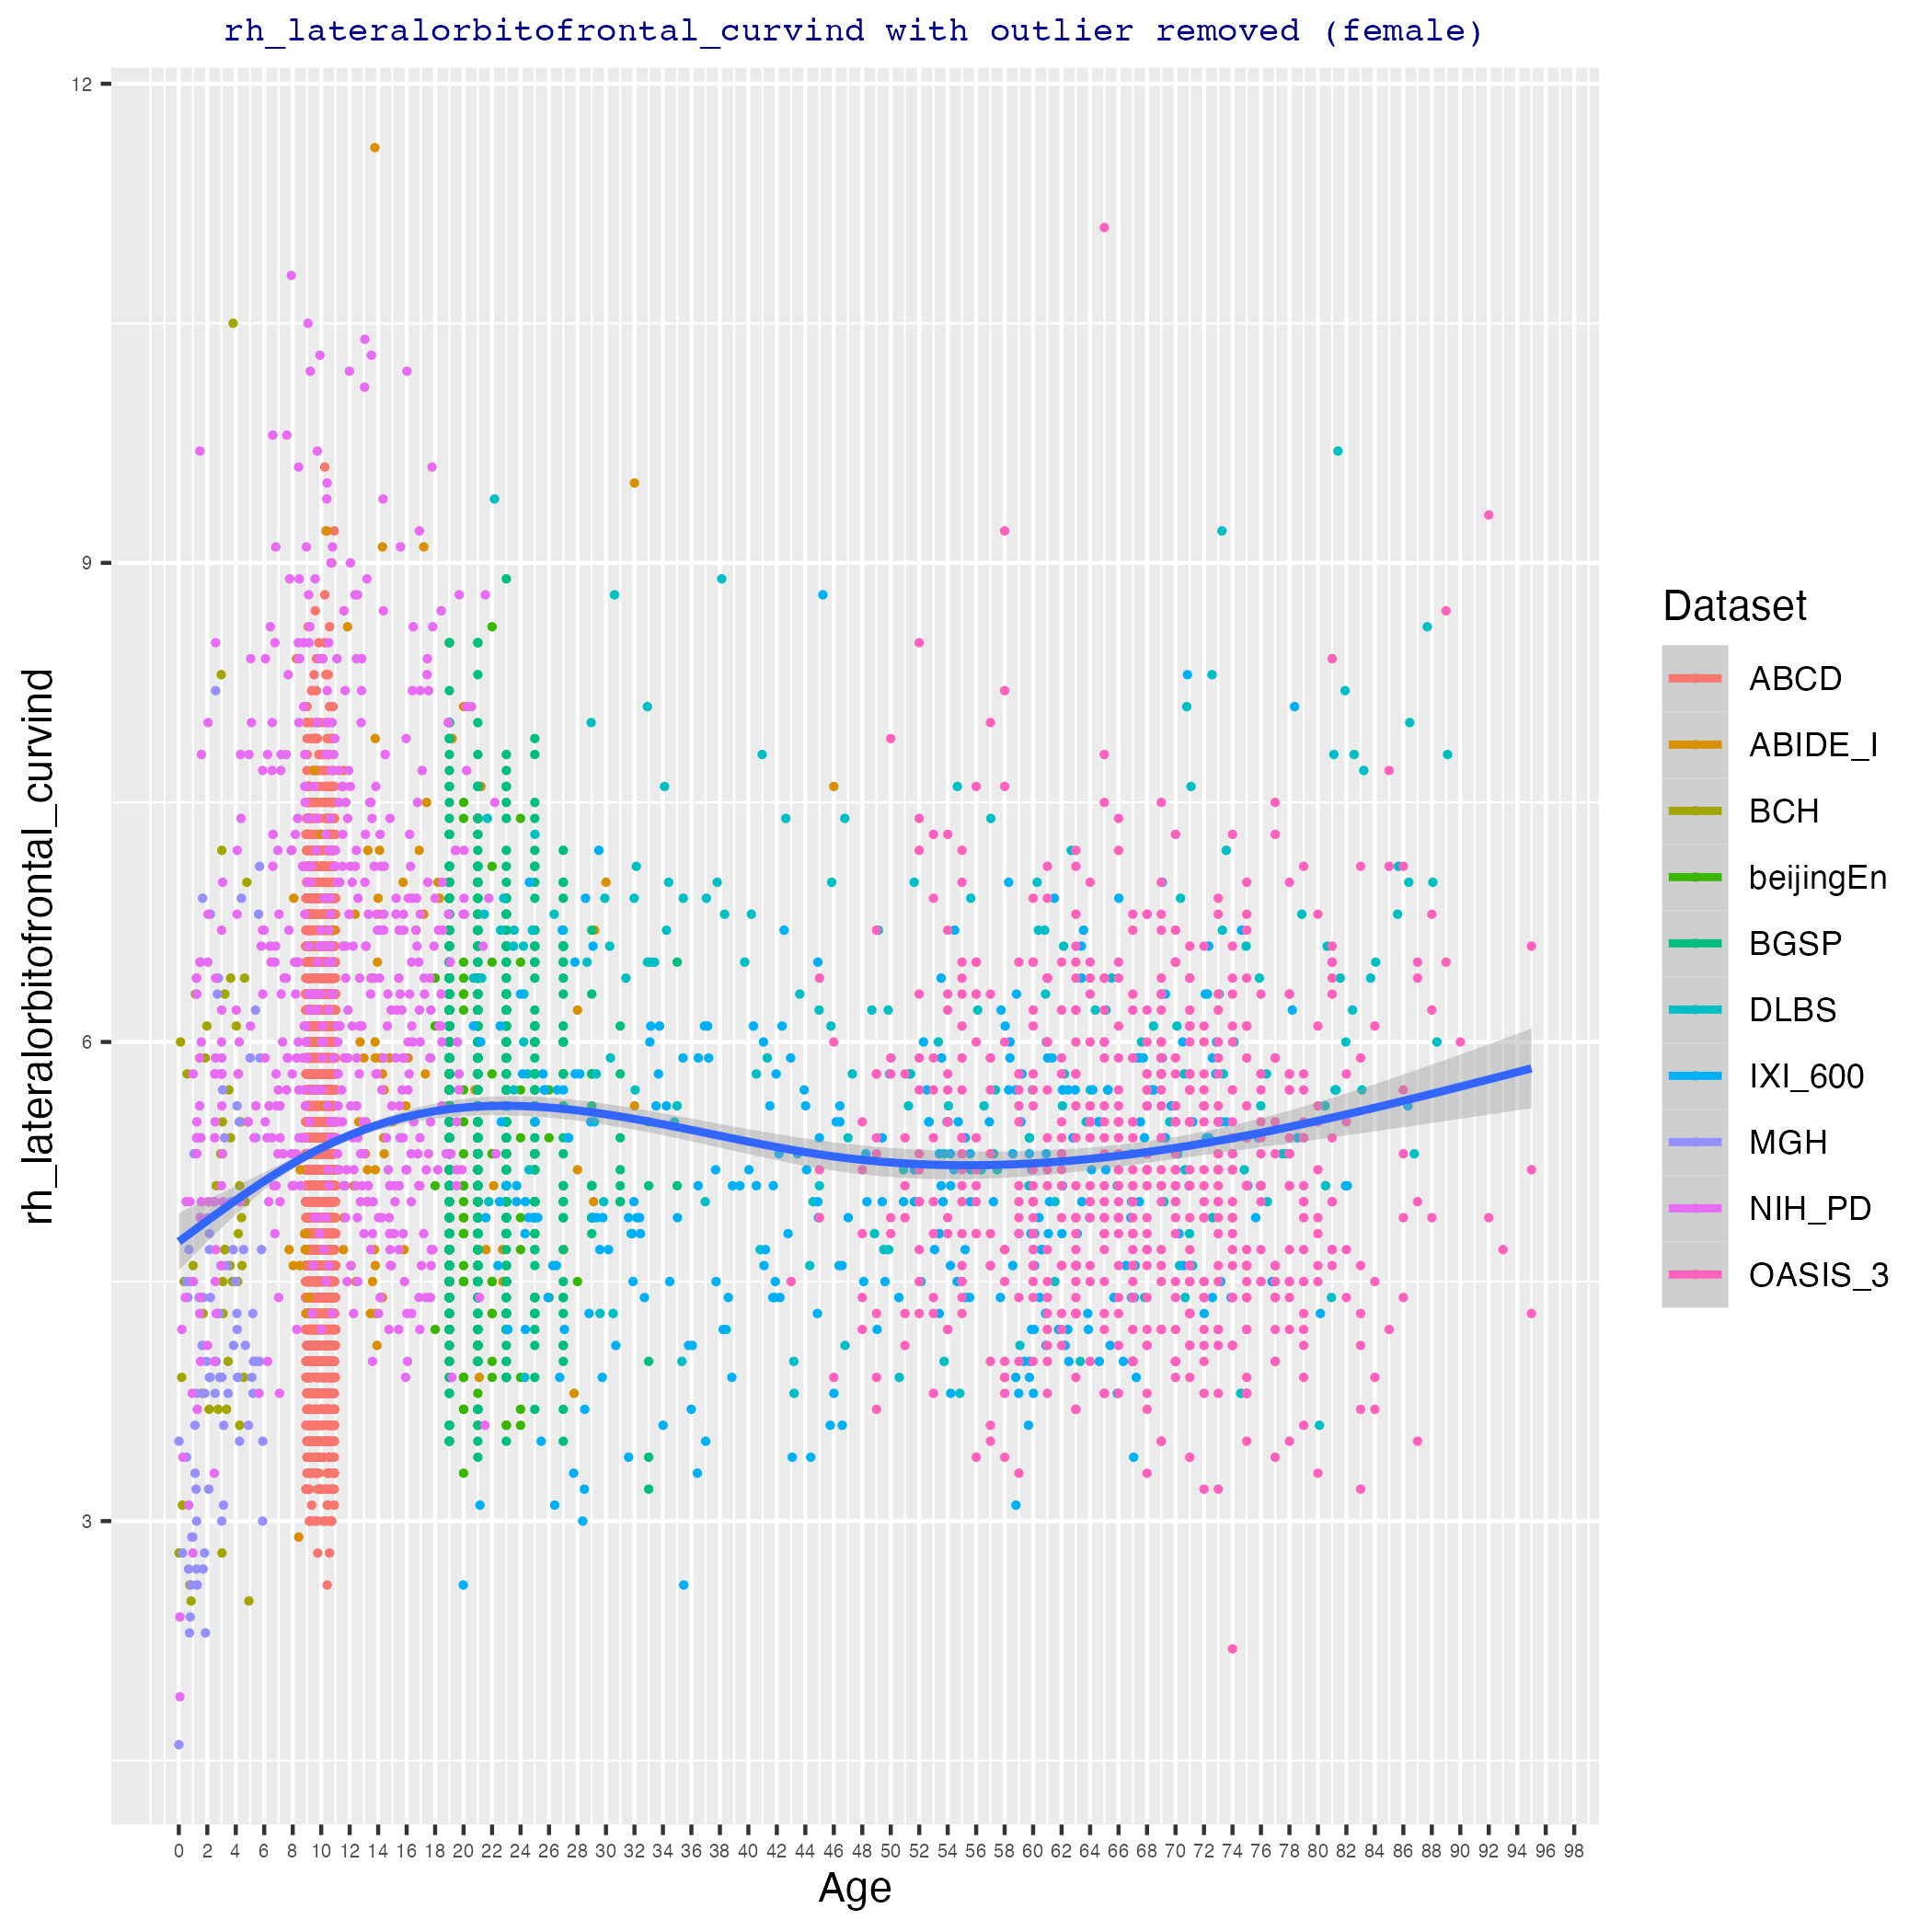 rh_lateralorbitofrontal_curvind with outlier removed (female)
12
9
6
3
rh_lateralorbitofrontal_curvind
0 2 4 6 8 10 12 14 16 18 20 22 24 26 28 30 32 34 36 38 40 42 44 46 48 50 52 54 56 58 60 62 64 66 68 70 72 74 76 78 80 82 84 86 88 90 92 94 96 98
Age
Dataset
ABCD
ABIDE_I
BCH
beijingEn
BGSP
DLBS
IXI_600
MGH
NIH_PD
OASIS_3